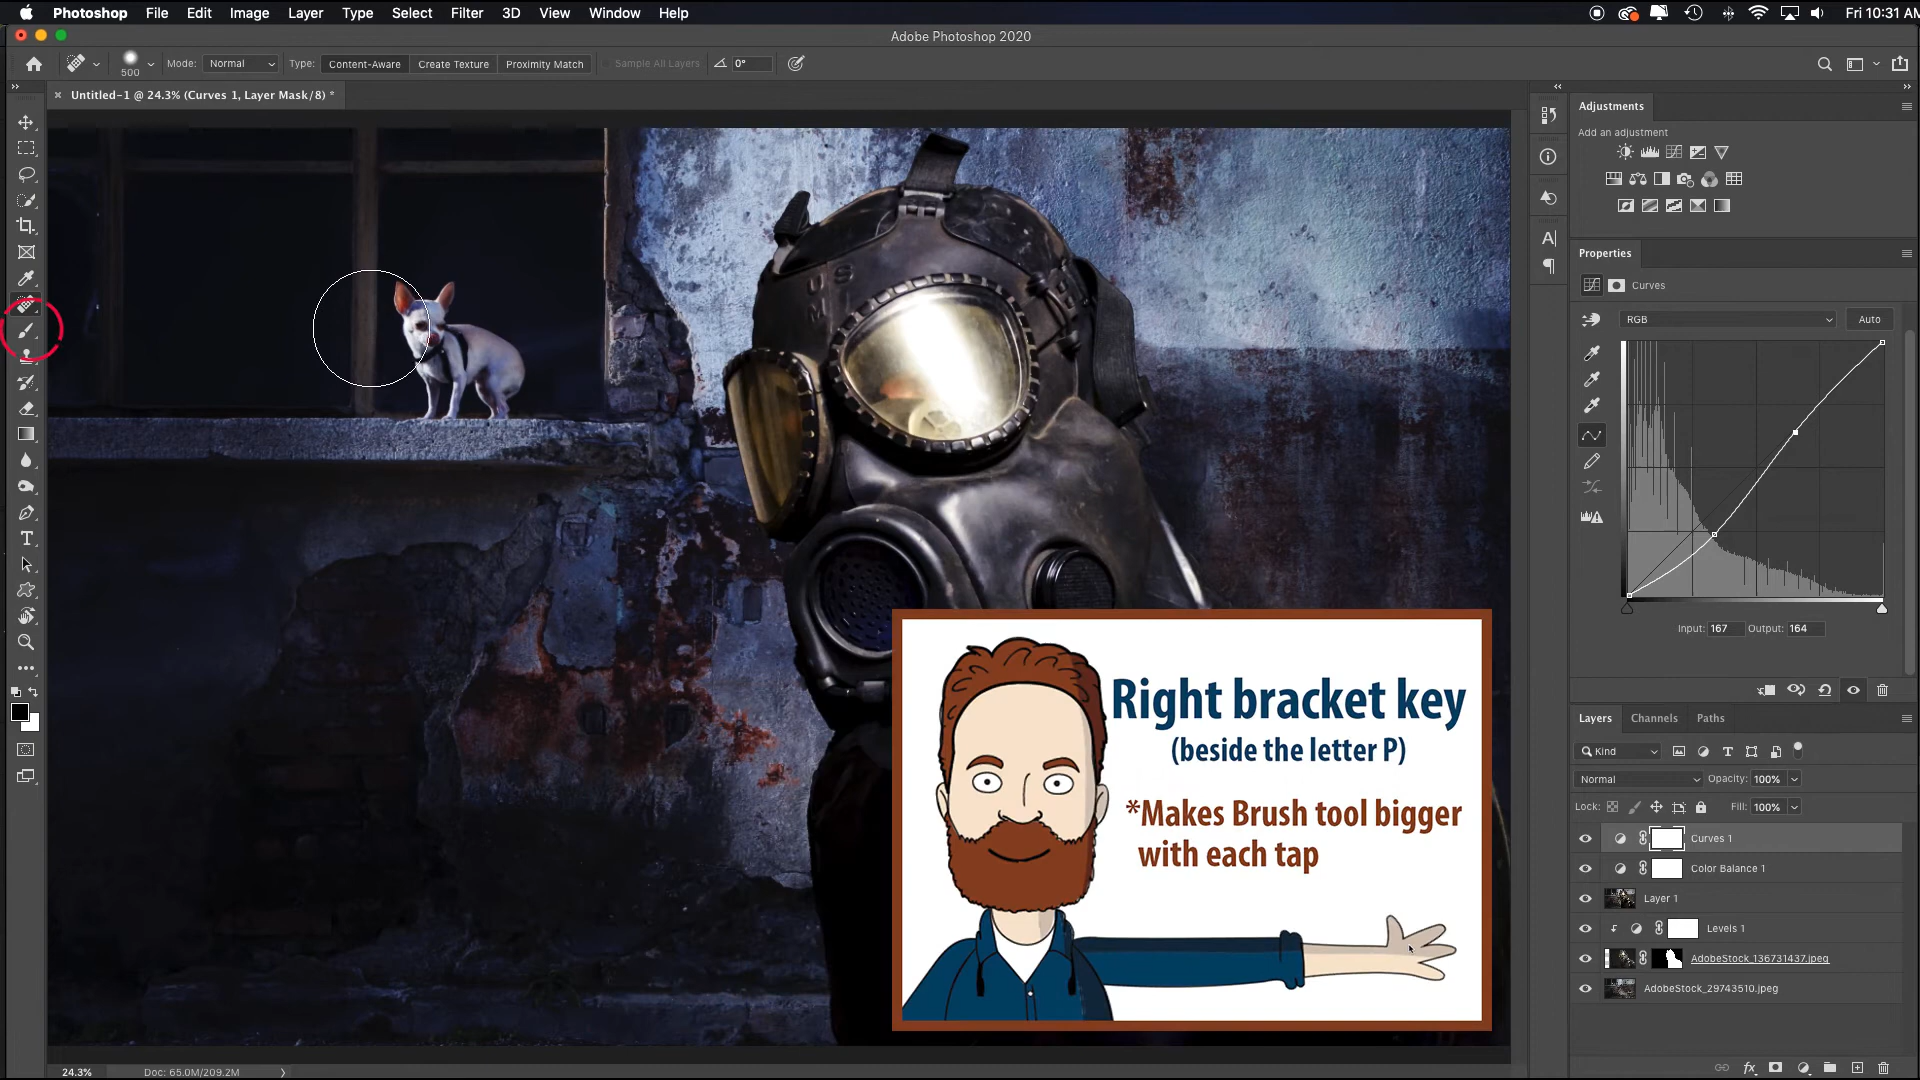 Photoshop File Edit Image Layer Type Select Filter 3D View Window Help Fri 10:31 AM
Adobe Photoshop 2020
500 Mode: Normal Type: Content-Aware Create Texture Proximity Match Sample All Layers 0°
Untitled-1 @ 24.3% (Curves 1, Layer Mask/8) *
Adjustments
Add an adjustment
Properties
Curves
RGB Auto
Input: 167 Output: 164
Layers Channels Paths
Kind
Normal Opacity: 100%
Lock: Fill: 100%
Curves 1
Color Balance 1
Layer 1
Levels 1
AdobeStock_136731437.jpeg
AdobeStock_29743510.jpeg
Right bracket key
(beside the letter P)
*Makes Brush tool bigger
with each tap
24.3% Doc: 65.0M/209.2M